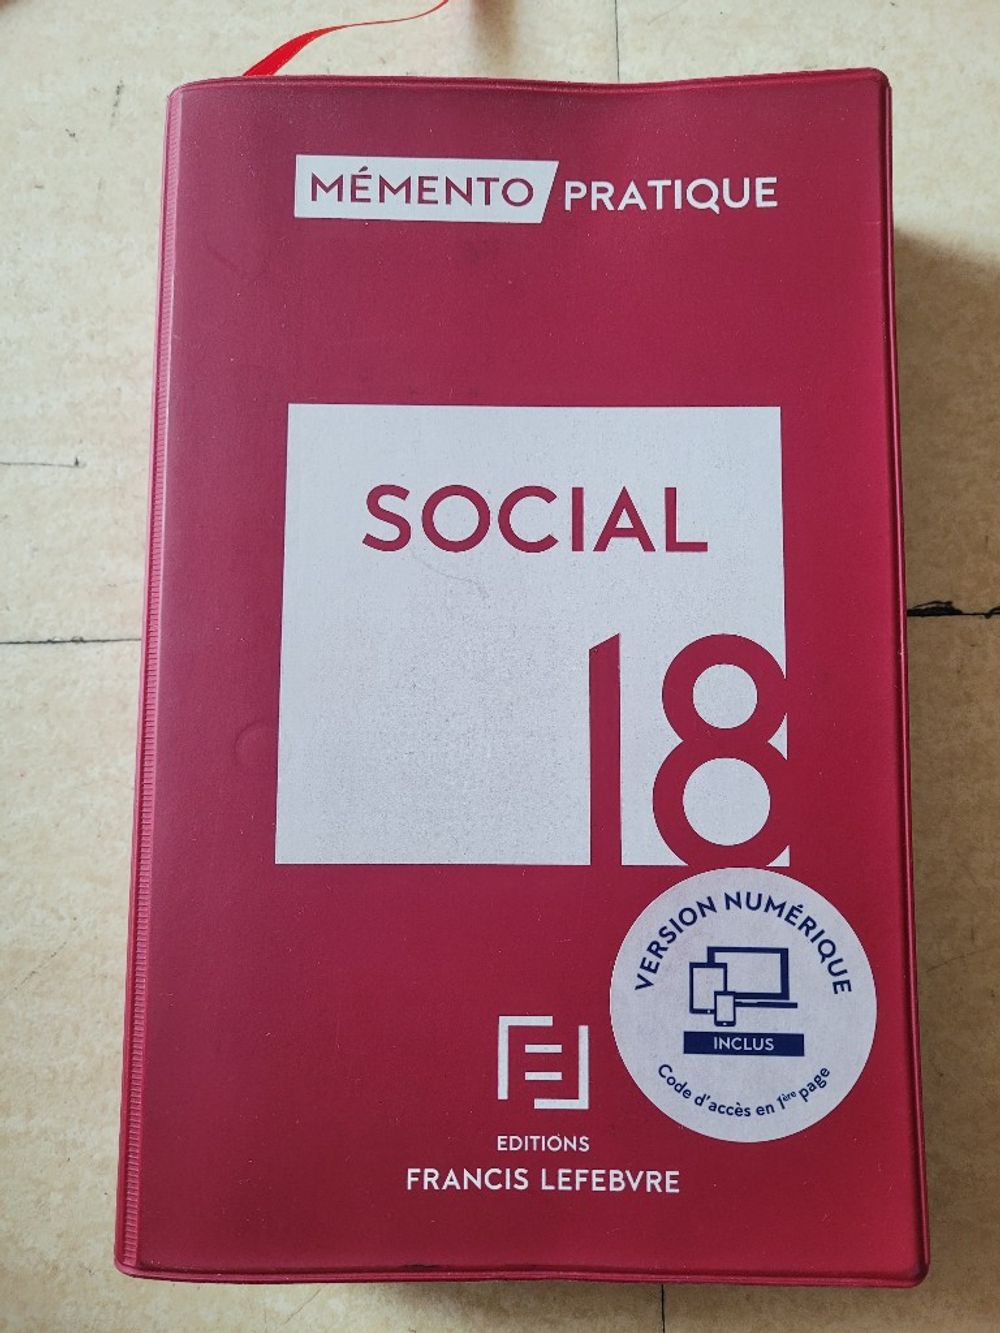 MÉMENTO PRATIQUE
SOCIAL
18
VERSION NUMÉRIQUE
INCLUS
Code d'accès en 1ère page
EDITIONS
FRANCIS LEFEBVRE